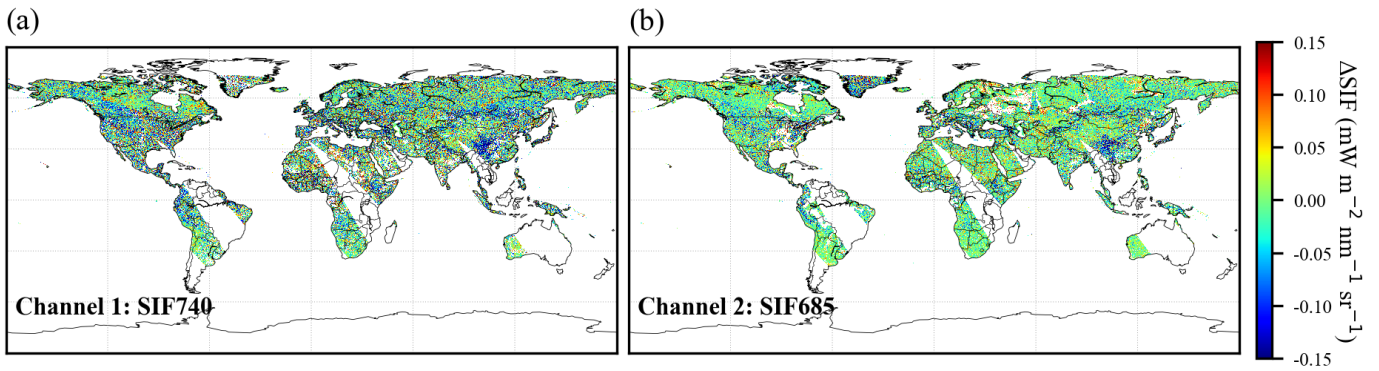 (a)
(b)
Channel 1: SIF740
Channel 2: SIF685
0.15
0.10
0.05
0.00
-0.05
-0.10
-0.15
ΔSIF (mW m⁻² nm⁻¹ sr⁻¹)